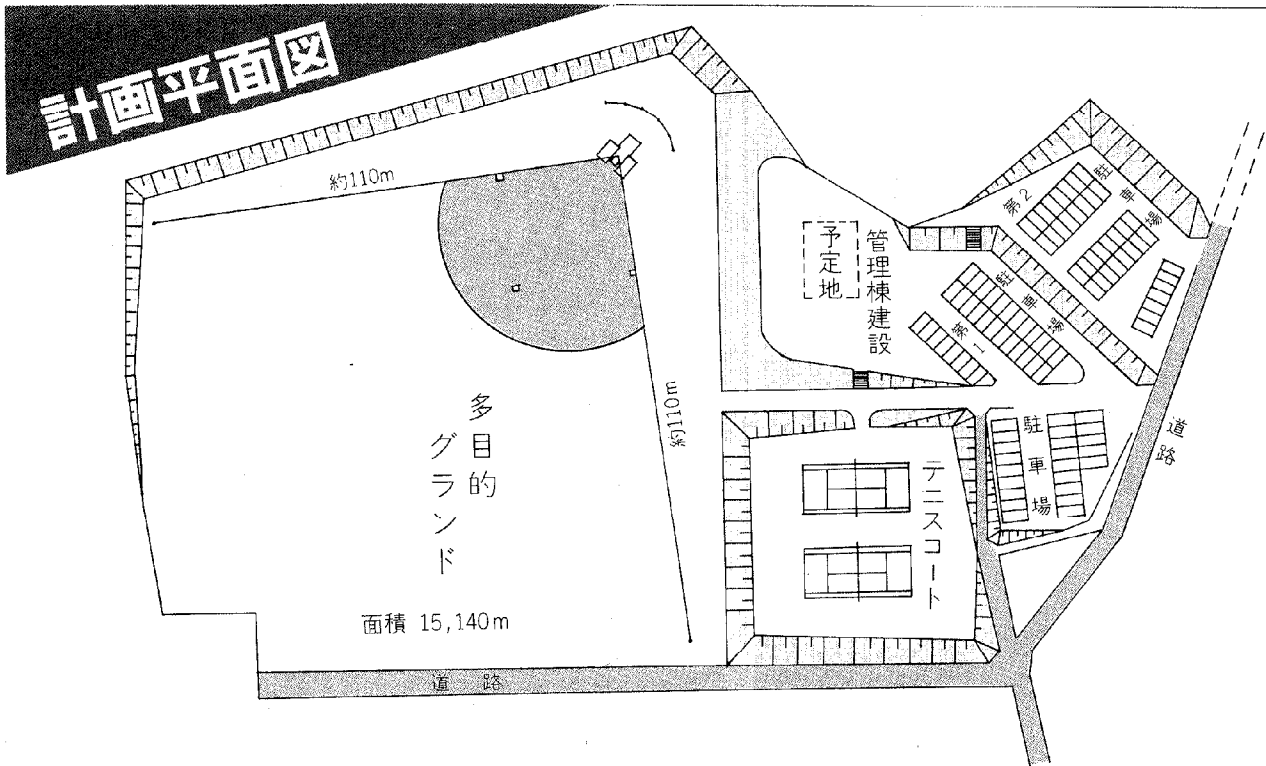 計画平面図
約110m
約110m
多目的
グランド
面積 15,140m
道路
管理棟建設
予定地
第2駐車場
第1駐車場
駐車場
テニスコート
道路